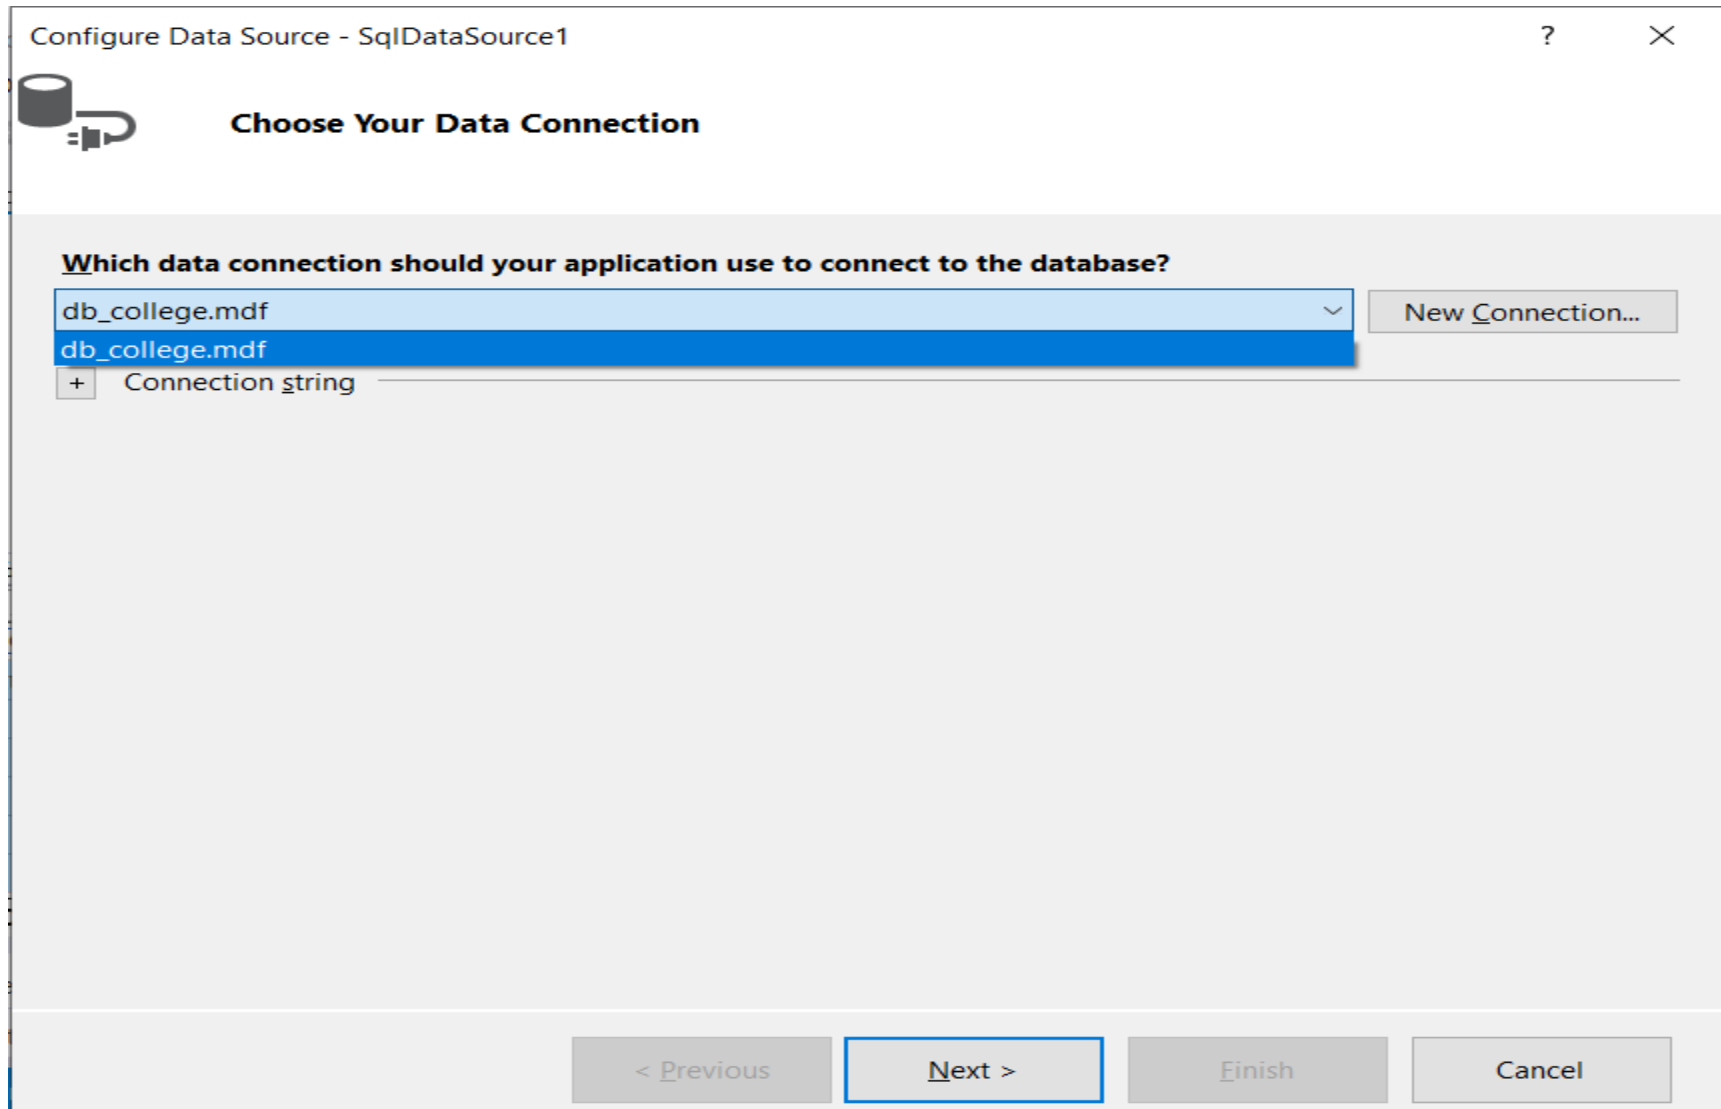 Configure Data Source - SqlDataSource1
?
Choose Your Data Connection
Which data connection should your application use to connect to the database?
db_college.mdf
New Connection...
db_college.mdf
+ Connection string
< Previous
Next >
Finish
Cancel